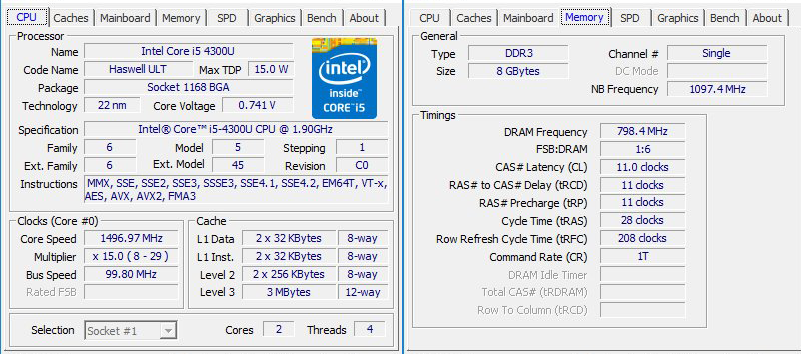 CPU Caches Mainboard Memory SPD Graphics Bench About
Processor
Name Intel Core i5 4300U
Code Name Haswell ULT Max TDP 15.0 W
Package Socket 1168 BGA
Technology 22 nm Core Voltage 0.741 V
intel
inside™
CORE™i5
Specification Intel® Core™ i5-4300U CPU @ 1.90GHz
Family 6 Model 5 Stepping 1
Ext. Family 6 Ext. Model 45 Revision C0
Instructions MMX, SSE, SSE2, SSE3, SSSE3, SSE4.1, SSE4.2, EM64T, VT-x,
AES, AVX, AVX2, FMA3
Clocks (Core #0)
Core Speed 1496.97 MHz
Multiplier x 15.0 ( 8 - 29 )
Bus Speed 99.80 MHz
Rated FSB
Cache
L1 Data 2 x 32 KBytes 8-way
L1 Inst. 2 x 32 KBytes 8-way
Level 2 2 x 256 KBytes 8-way
Level 3 3 MBytes 12-way
Selection Socket #1 Cores 2 Threads 4
CPU Caches Mainboard Memory SPD Graphics Bench About
General
Type DDR3 Channel # Single
Size 8 GBytes DC Mode
NB Frequency 1097.4 MHz
Timings
DRAM Frequency 798.4 MHz
FSB:DRAM 1:6
CAS# Latency (CL) 11.0 clocks
RAS# to CAS# Delay (tRCD) 11 clocks
RAS# Precharge (tRP) 11 clocks
Cycle Time (tRAS) 28 clocks
Row Refresh Cycle Time (tRFC) 208 clocks
Command Rate (CR) 1T
DRAM Idle Timer
Total CAS# (tRDRAM)
Row To Column (tRCD)